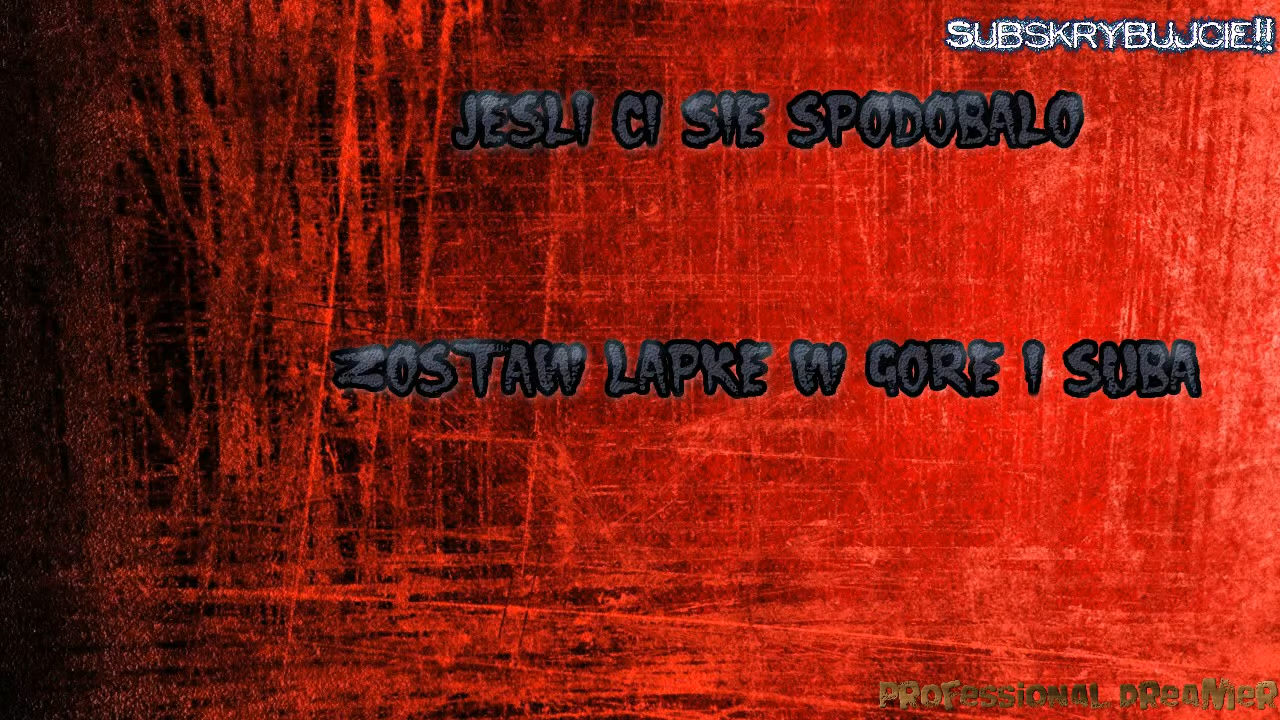 SUBSKRYBUJCIE!!
JESLI CI SIE SPODOBALO
ZOSTAW LAPKE W GORE I SUBA
PROFESSIONAL DREAMER